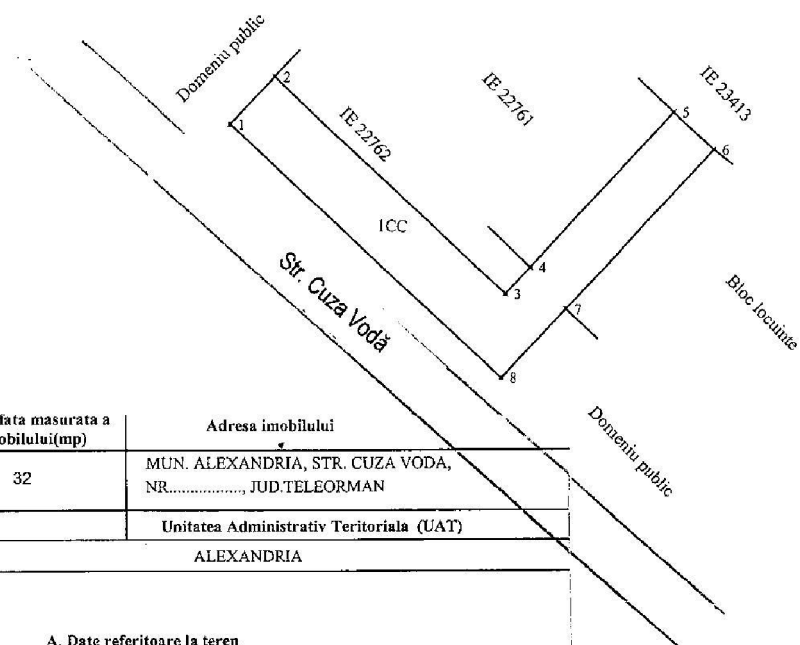 Domeniu public
2
1
IE 22762
IE 22761
5
IE 23413
6
1CC
4
3
Str. Cuza Vodă
7
Bloc locuinte
8
Domeniu public
Adresa imobilului
masurata a
(mp)
32
MUN. ALEXANDRIA, STR. CUZA VODA,
NR................., JUD.TELEORMAN
Unitatea Administrativ Teritoriala (UAT)
ALEXANDRIA
A. Date referitoare la teren